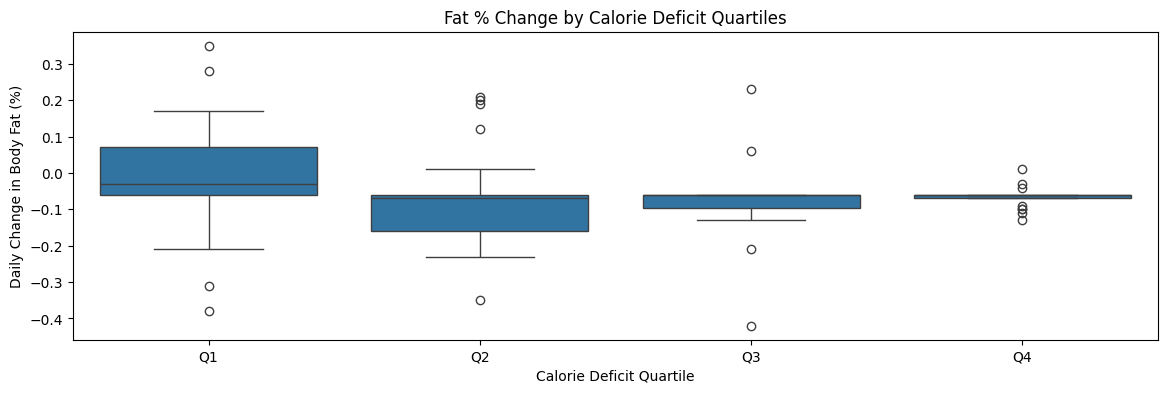 Fat % Change by Calorie Deficit Quartiles
Daily Change in Body Fat (%)
0.3
0.2
0.1
0.0
−0.1
−0.2
−0.3
−0.4
Q1 Q2 Q3 Q4
Calorie Deficit Quartile